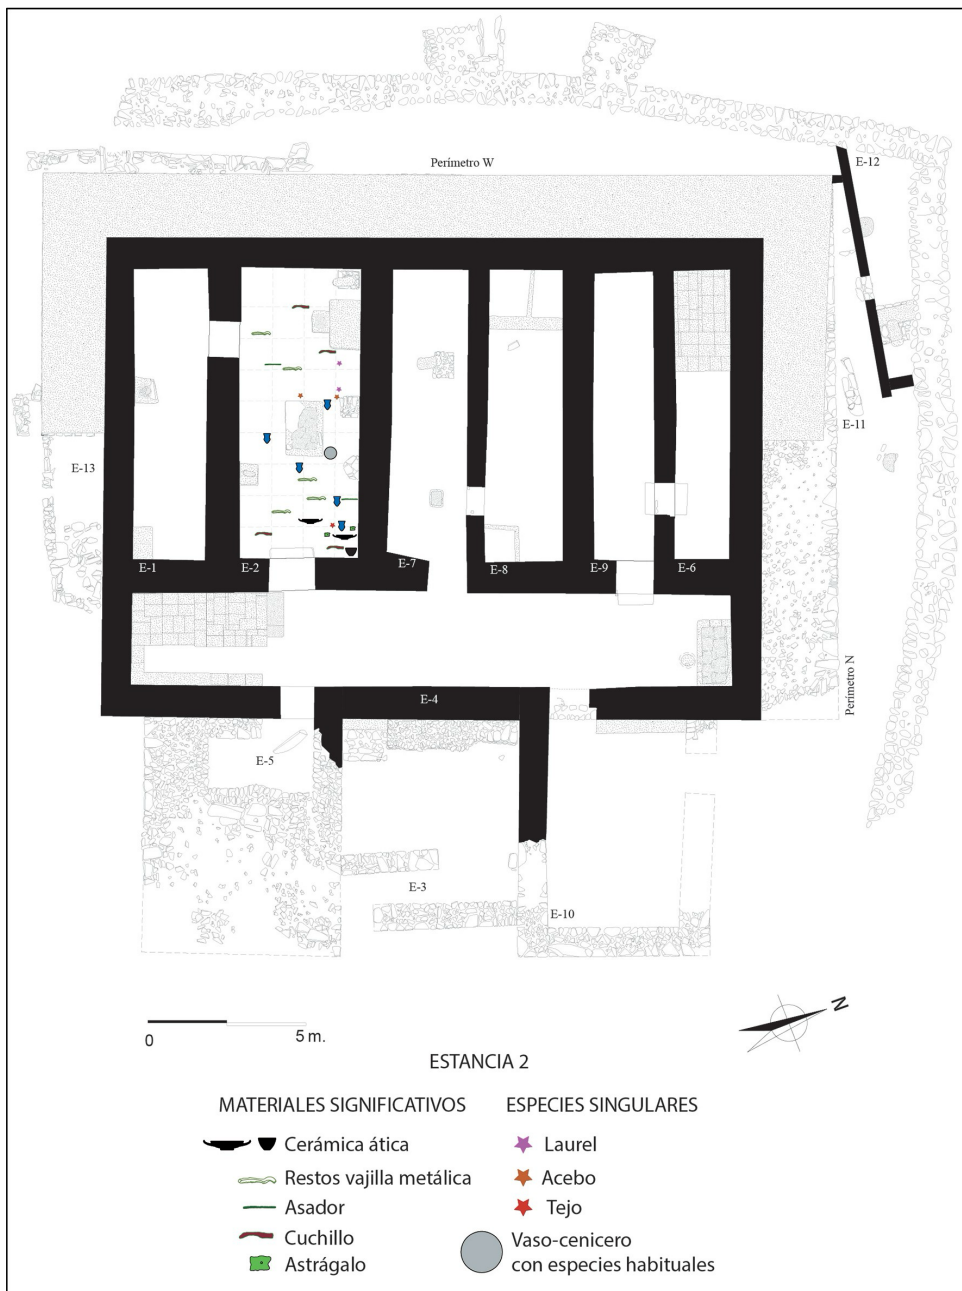 Perímetro W
E-12
E-11
E-13
E-1
E-2
E-7
E-8
E-9
E-6
Perímetro N
E-4
E-5
E-3
E-10
0
5 m.
N
ESTANCIA 2
MATERIALES SIGNIFICATIVOS
Cerámica ática
Restos vajilla metálica
Asador
Cuchillo
Astrágalo
ESPECIES SINGULARES
Laurel
Acebo
Tejo
Vaso-cenicero
con especies habituales